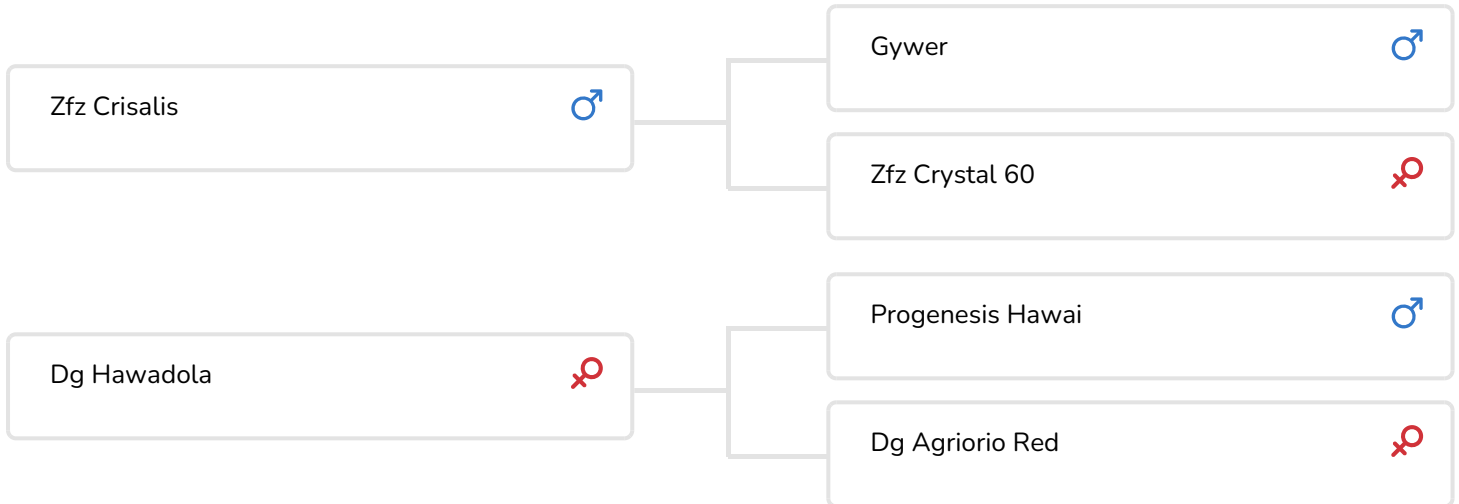 Gywer
Zfz Crisalis
Zfz Crystal 60
Progenesis Hawai
Dg Hawadola
Dg Agriorio Red